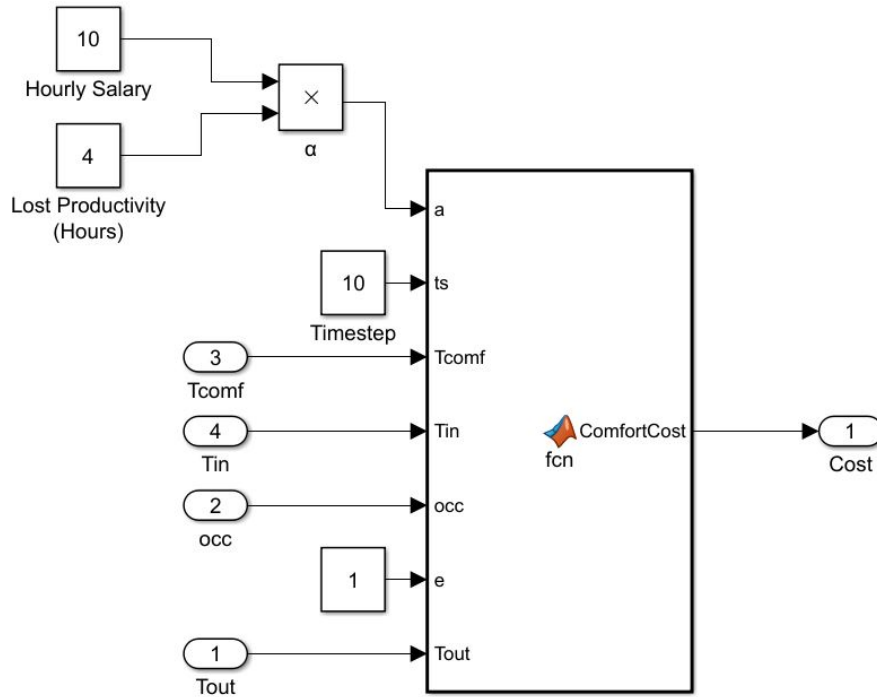 10
Hourly Salary
×
α
4
Lost Productivity
(Hours)
a
10
ts
Timestep
3
Tcomf
Tcomf
4
Tin
Tin
ComfortCost
fcn
1
Cost
2
occ
occ
1
e
1
Tout
Tout